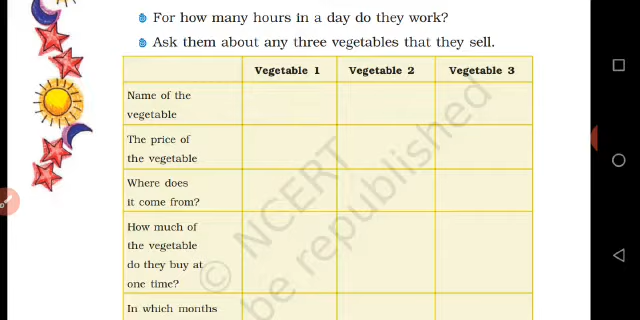 For how many hours in a day do they work?
Ask them about any three vegetables that they sell.
Vegetable 1 Vegetable 2 Vegetable 3
Name of the
vegetable
The price of
the vegetable
Where does
it come from?
How much of
the vegetable
do they buy at
one time?
In which months
© NCERT
be republished